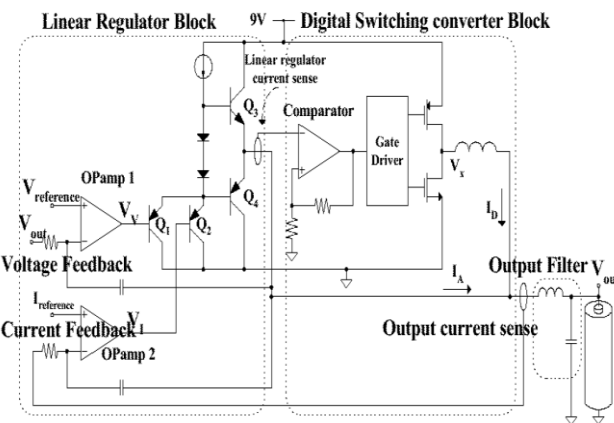 Linear Regulator Block
9V
Digital Switching converter Block
Linear regulator
current sense
Comparator
Q3
Gate
Driver
OPamp 1
Vreference
Vv
Vx
Q1
Q2
Q4
Vout
ID
Voltage Feedback
IA
Output Filter
Vou
Ireference
VI
Current Feedback
OPamp 2
Output current sense